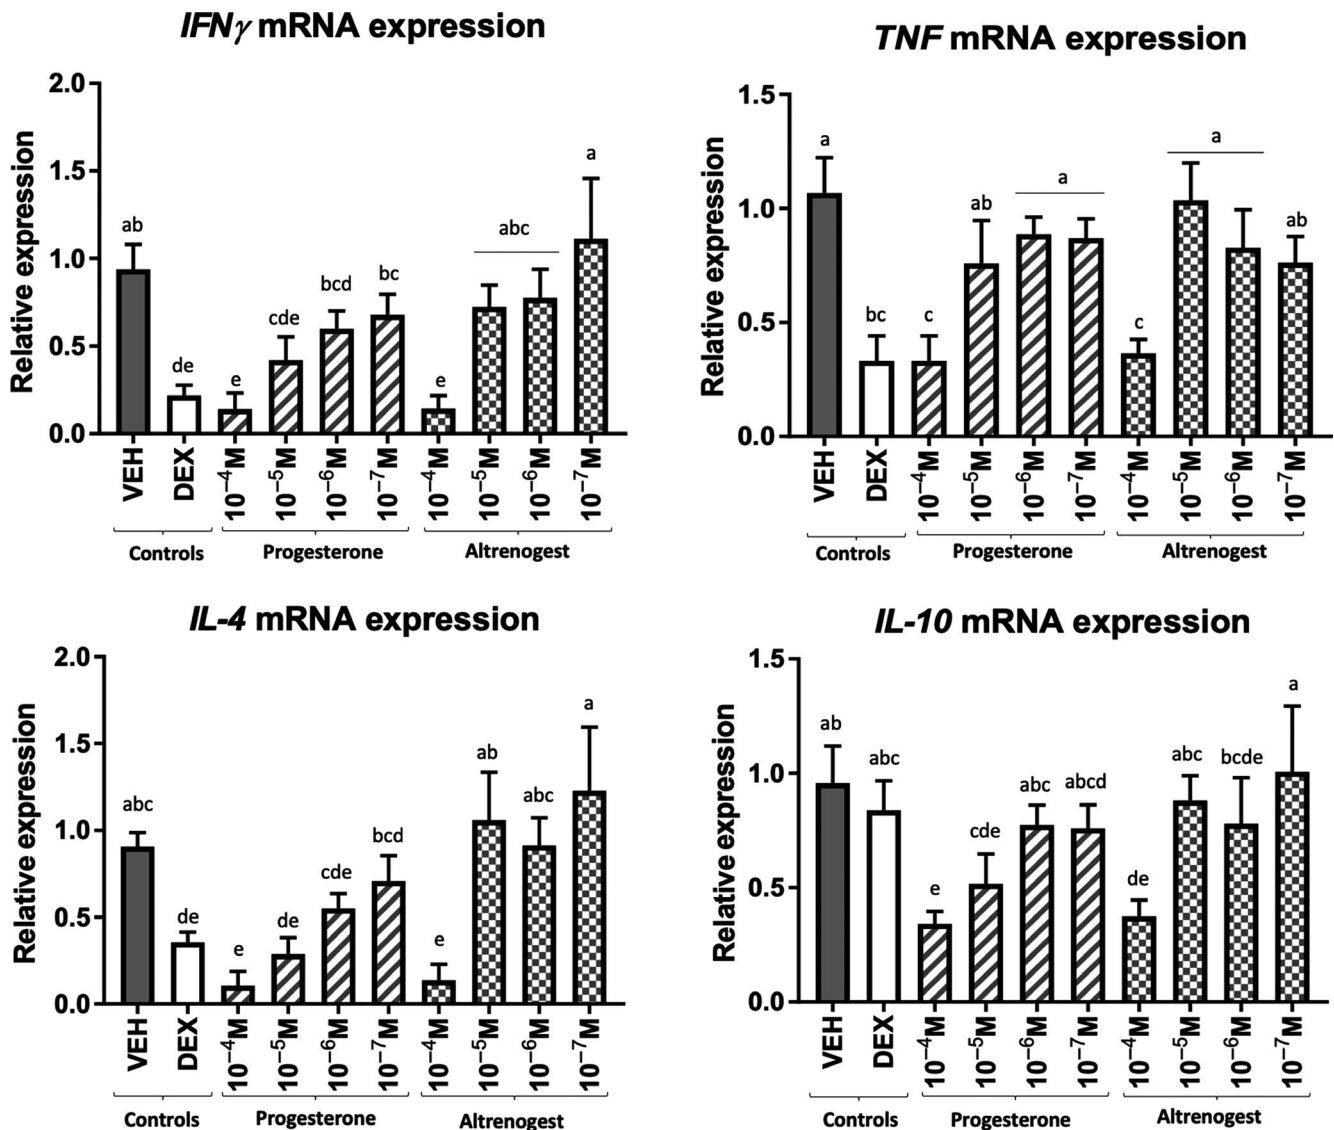 IFNγ mRNA expression
Relative expression
2.0
1.5
1.0
0.5
0.0
ab
de
e
cde
bcd
bc
e
abc
a
VEH
DEX
10⁻⁴M
10⁻⁵M
10⁻⁶M
10⁻⁷M
10⁻⁴M
10⁻⁵M
10⁻⁶M
10⁻⁷M
Controls
Progesterone
Altrenogest
TNF mRNA expression
Relative expression
1.5
1.0
0.5
0.0
a
bc
c
ab
a
c
a
ab
VEH
DEX
10⁻⁴M
10⁻⁵M
10⁻⁶M
10⁻⁷M
10⁻⁴M
10⁻⁵M
10⁻⁶M
10⁻⁷M
Controls
Progesterone
Altrenogest
IL-4 mRNA expression
Relative expression
2.0
1.5
1.0
0.5
0.0
abc
de
e
de
cde
bcd
e
ab
abc
a
VEH
DEX
10⁻⁴M
10⁻⁵M
10⁻⁶M
10⁻⁷M
10⁻⁴M
10⁻⁵M
10⁻⁶M
10⁻⁷M
Controls
Progesterone
Altrenogest
IL-10 mRNA expression
Relative expression
1.5
1.0
0.5
0.0
ab
abc
e
cde
abc
abcd
de
abc
bcde
a
VEH
DEX
10⁻⁴M
10⁻⁵M
10⁻⁶M
10⁻⁷M
10⁻⁴M
10⁻⁵M
10⁻⁶M
10⁻⁷M
Controls
Progesterone
Altrenogest